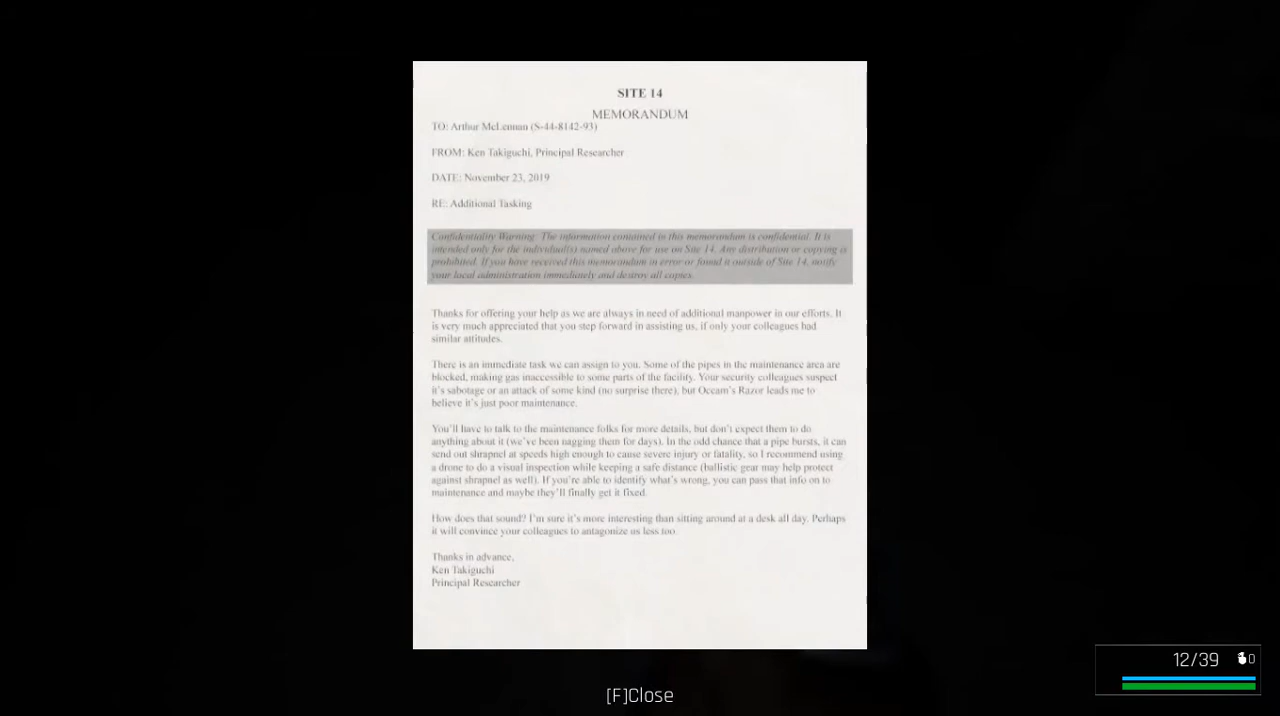 SITE 14
MEMORANDUM
TO: Arthur McLennan (S-44-8142-93)
FROM: Ken Takiguchi, Principal Researcher
DATE: November 23, 2019
RE: Additional Tasking
Confidentiality Warning: The information contained in this memorandum is confidential. It is
intended only for the individual(s) named above for use on Site 14. Any distribution or copying is
prohibited. If you have received this memorandum in error or found it outside of Site 14, notify
your local administration immediately and destroy all copies.
Thanks for offering your help as we are always in need of additional manpower in our efforts. It
is very much appreciated that you step forward in assisting us, if only your colleagues had
similar attitudes.
There is an immediate task we can assign to you. Some of the pipes in the maintenance area are
blocked, making gas inaccessible to some parts of the facility. Your security colleagues suspect
it's sabotage or an attack of some kind (no surprise there), but Occam's Razor leads me to
believe it's just poor maintenance.
You'll have to talk to the maintenance folks for more details, but don't expect them to do
anything about it (we've been nagging them for days). In the odd chance that a pipe bursts, it can
send out shrapnel at speeds high enough to cause severe injury or fatality, so I recommend using
a drone to do a visual inspection while keeping a safe distance (ballistic gear may help protect
against shrapnel as well). If you're able to identify what's wrong, you can pass that info on to
maintenance and maybe they'll finally get it fixed.
How does that sound? I'm sure it's more interesting than sitting around at a desk all day. Perhaps
it will convince your colleagues to antagonize us less too.
Thanks in advance,
Ken Takiguchi
Principal Researcher
12/39 0
[F]Close